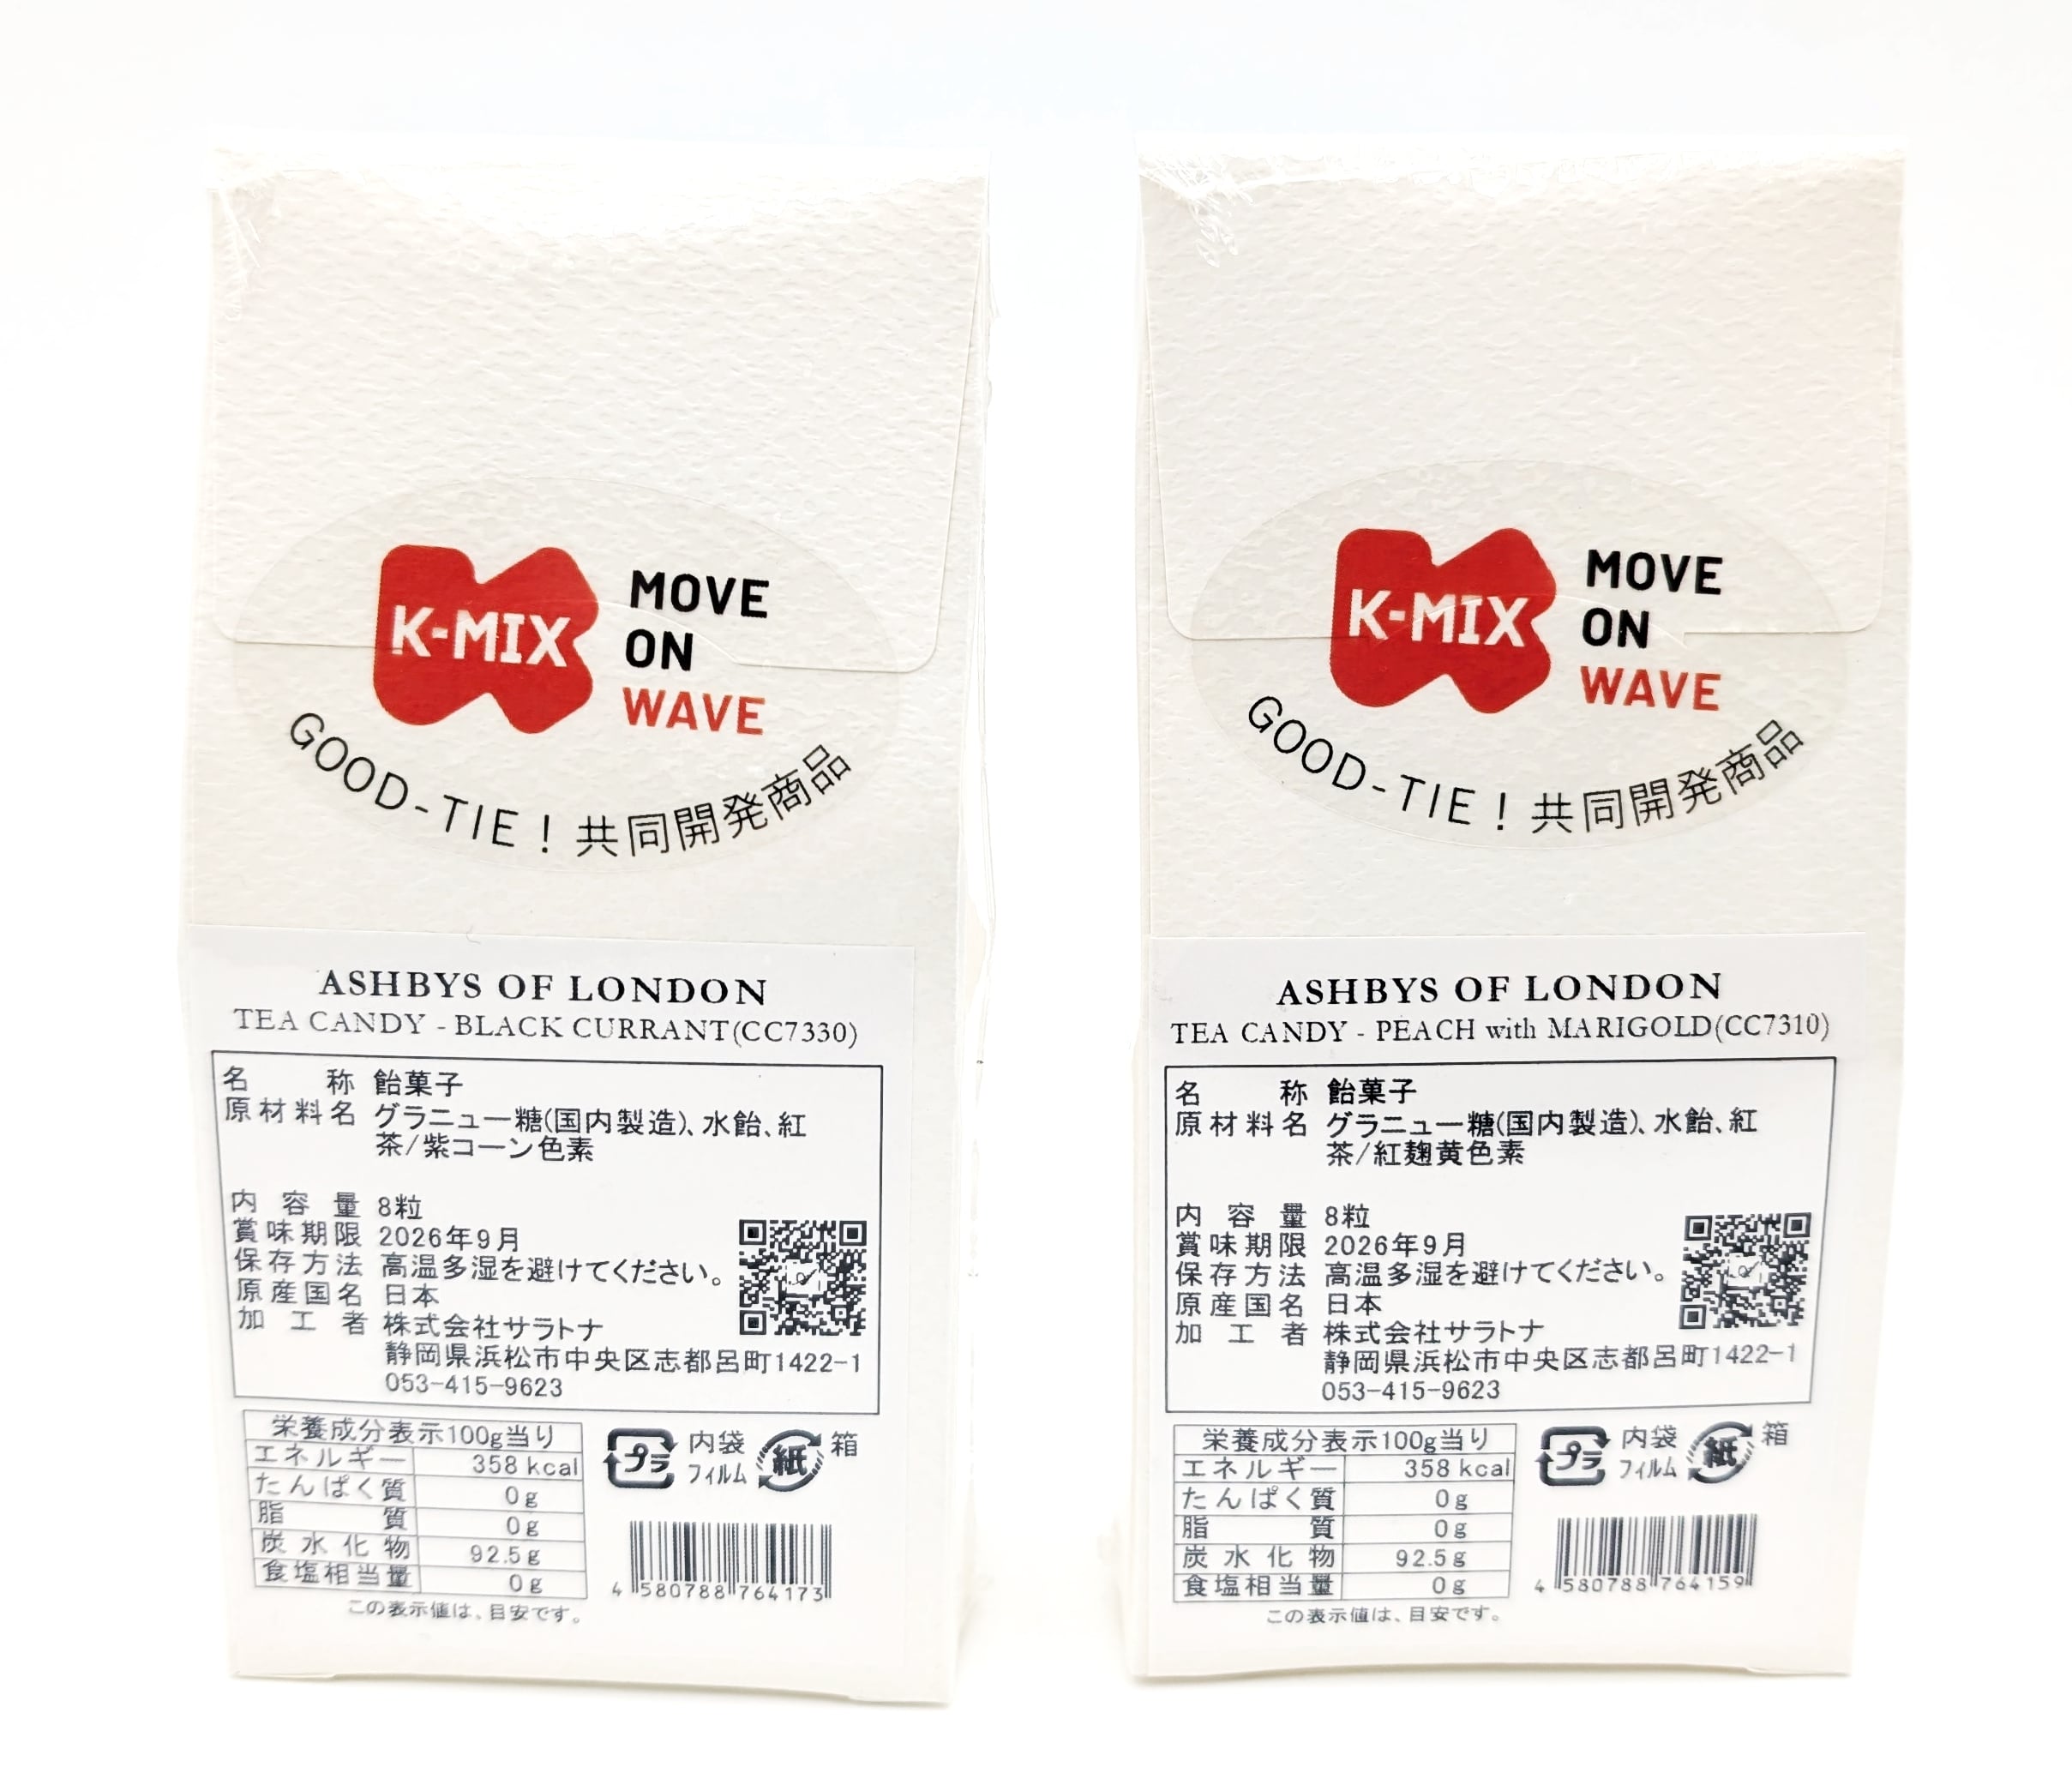 K-MIX
MOVE
ON
WAVE
GOOD-TIE！共同開発商品
ASHBYS OF LONDON
TEA CANDY - BLACK CURRANT(CC7330)
名称 飴菓子
原材料名 グラニュー糖(国内製造)、水飴、紅
茶/紫コーン色素
内容量 8粒
賞味期限 2026年9月
保存方法 高温多湿を避けてください。
原産国名 日本
加工者 株式会社サラトナ
静岡県浜松市中央区志都呂町1422-1
053-415-9623
栄養成分表示100g当り
エネルギー 358 kcal
たんぱく質 0g
脂質 0g
炭水化物 92.5g
食塩相当量 0g
この表示値は、目安です。
プラ 内袋
フィルム
紙 箱
4 580788 764173
K-MIX
MOVE
ON
WAVE
GOOD-TIE！共同開発商品
ASHBYS OF LONDON
TEA CANDY - PEACH with MARIGOLD(CC7310)
名称 飴菓子
原材料名 グラニュー糖(国内製造)、水飴、紅
茶/紅麹黄色素
内容量 8粒
賞味期限 2026年9月
保存方法 高温多湿を避けてください。
原産国名 日本
加工者 株式会社サラトナ
静岡県浜松市中央区志都呂町1422-1
053-415-9623
栄養成分表示100g当り
エネルギー 358 kcal
たんぱく質 0g
脂質 0g
炭水化物 92.5g
食塩相当量 0g
この表示値は、目安です。
プラ 内袋
フィルム
紙 箱
4 580788 764159